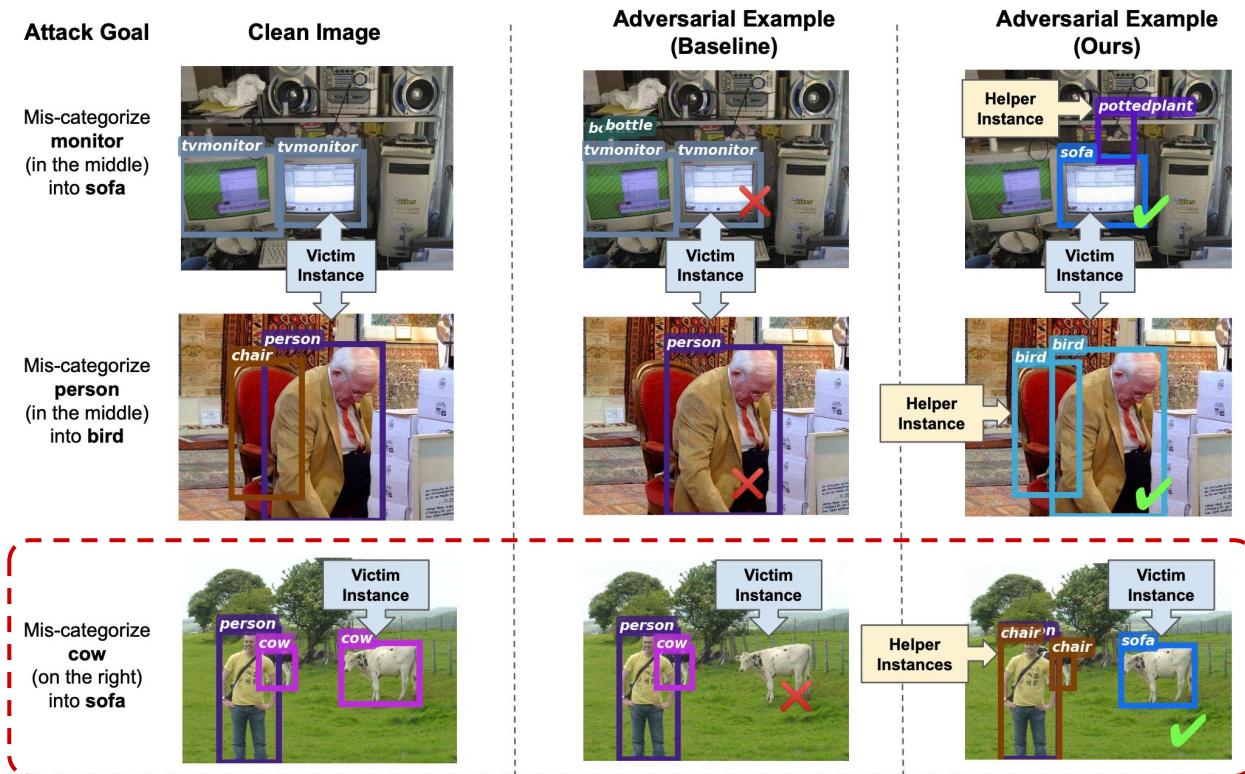 Attack Goal
Clean Image
Adversarial Example
(Baseline)
Adversarial Example
(Ours)
Mis-categorize
monitor
(in the middle)
into sofa
tvmonitor
tvmonitor
bottle
tvmonitor
tvmonitor
Helper
Instance
pottedplant
sofa
Victim
Instance
Victim
Instance
Victim
Instance
Mis-categorize
person
(in the middle)
into bird
person
chair
person
Helper
Instance
bird
bird
Mis-categorize
cow
(on the right)
into sofa
Victim
Instance
person
cow
cow
Victim
Instance
person
cow
Helper
Instances
Victim
Instance
chair
chair
sofa